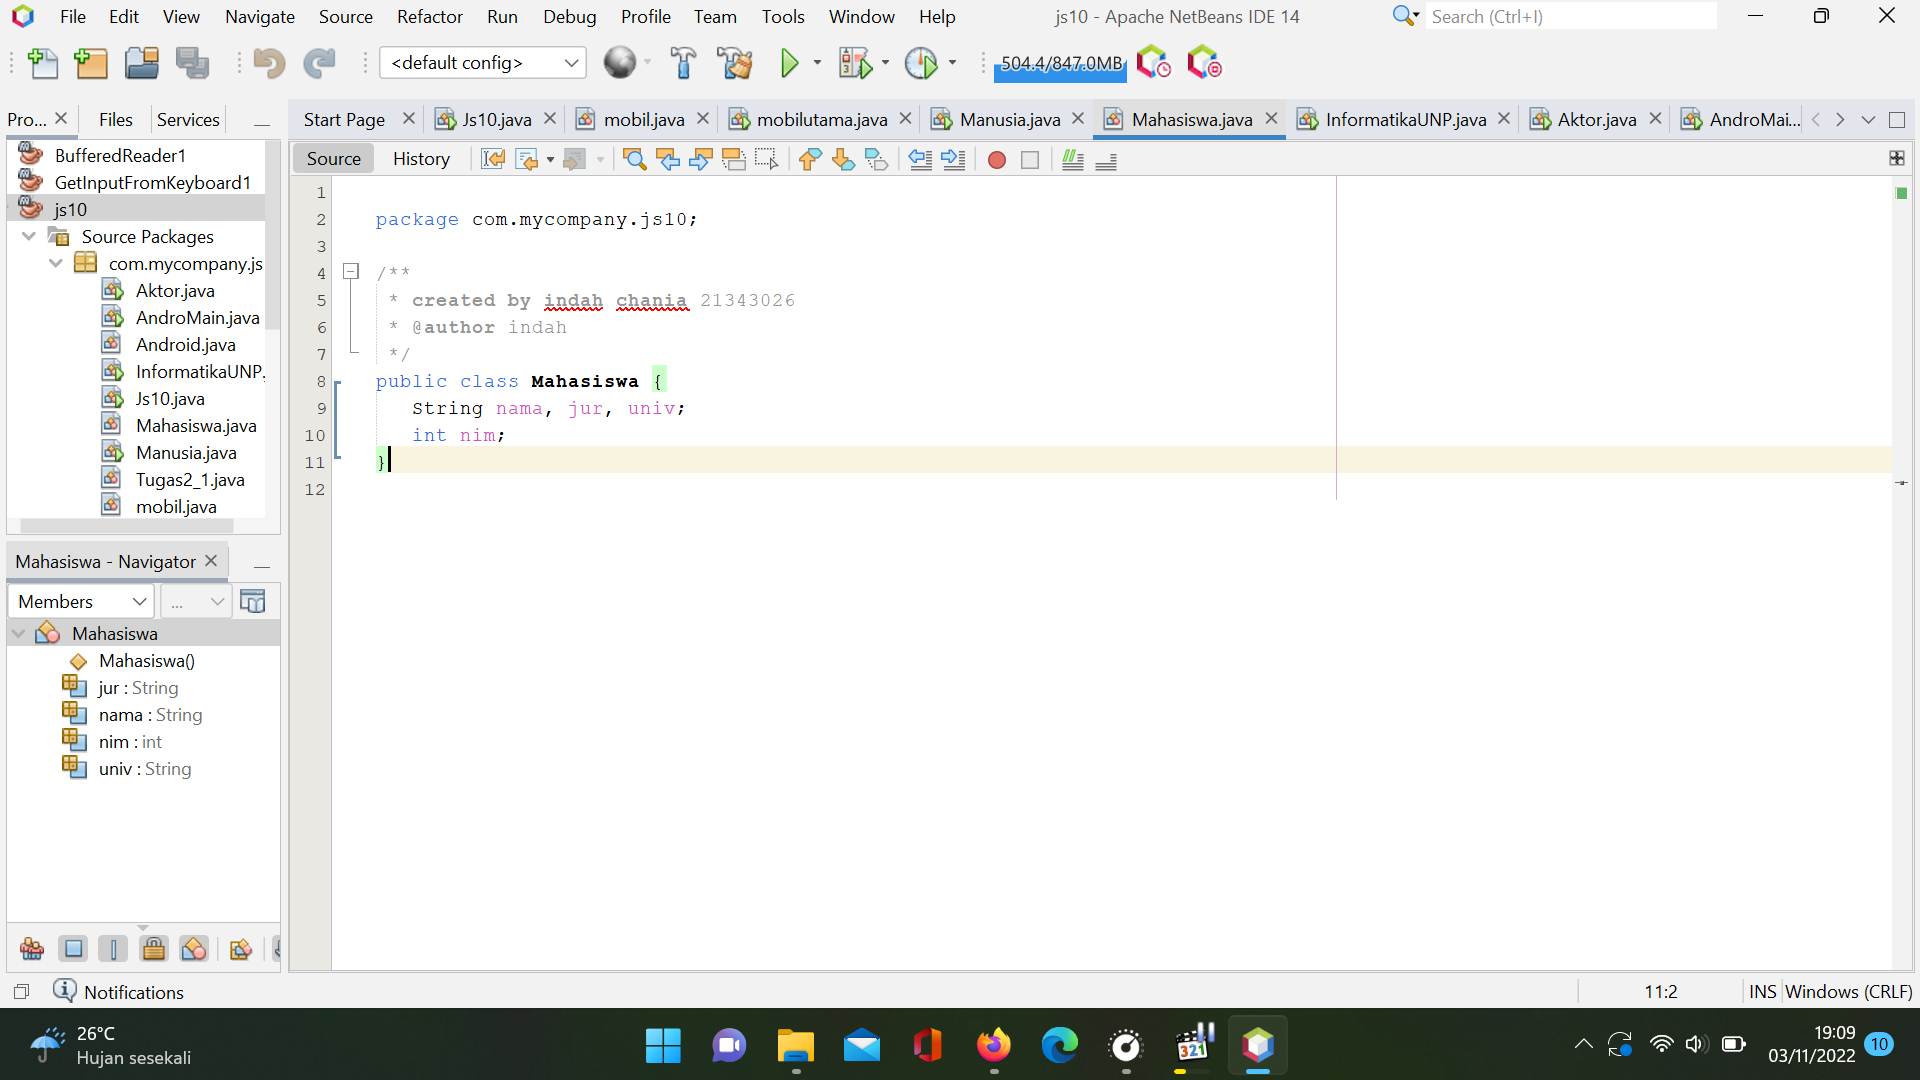 File Edit View Navigate Source Refactor Run Debug Profile Team Tools Window Help
js10 - Apache NetBeans IDE 14
Search (Ctrl+I)
<default config>
504.4/847.0MB
Pro... Files Services
Start Page Js10.java mobil.java mobilutama.java Manusia.java Mahasiswa.java InformatikaUNP.java Aktor.java AndroMai...
Source History
BufferedReader1
GetInputFromKeyboard1
js10
Source Packages
com.mycompany.js
Aktor.java
AndroMain.java
Android.java
InformatikaUNP.
Js10.java
Mahasiswa.java
Manusia.java
Tugas2_1.java
mobil.java
1
2 package com.mycompany.js10;
3
4 /**
5 * created by indah chania 21343026
6 * @author indah
7 */
8 public class Mahasiswa {
9 String nama, jur, univ;
10 int nim;
11 }
12
Mahasiswa - Navigator
Members ...
Mahasiswa
Mahasiswa()
jur : String
nama : String
nim : int
univ : String
Notifications
11:2 INS Windows (CRLF)
26°C
Hujan sesekali
321
19:09
03/11/2022
10